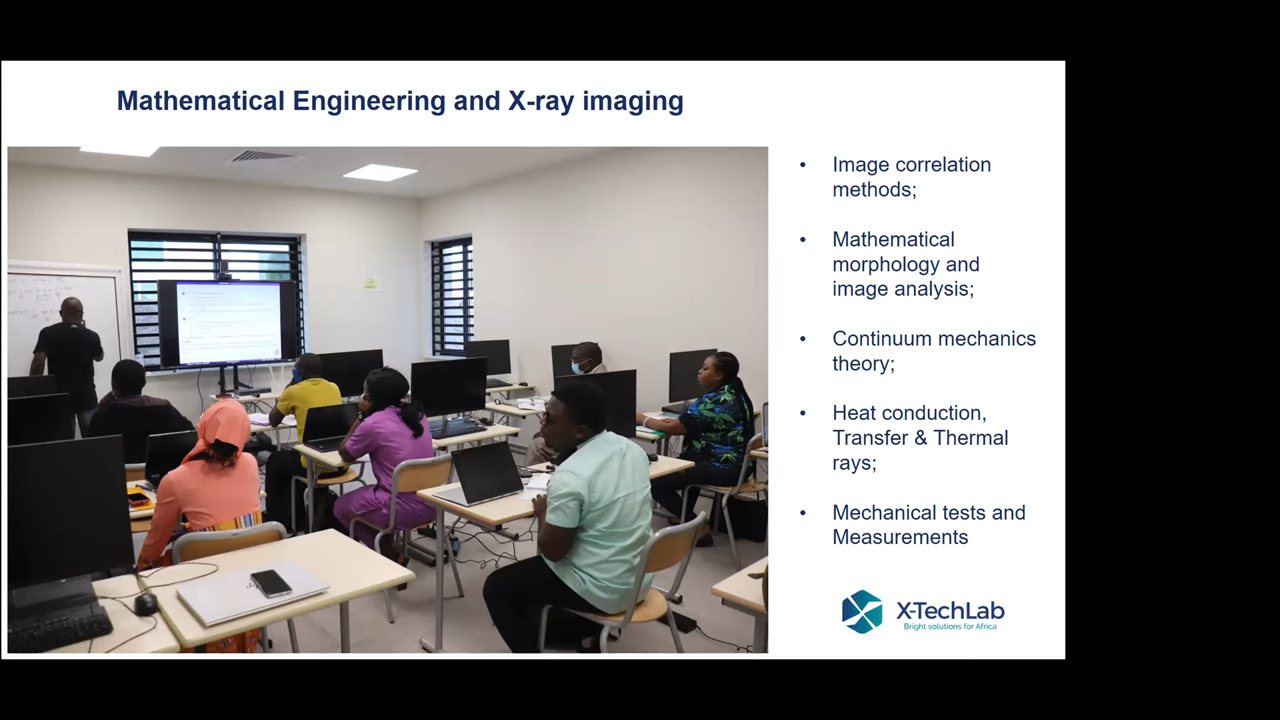 Mathematical Engineering and X-ray imaging
• Image correlation
methods;
• Mathematical
morphology and
image analysis;
• Continuum mechanics
theory;
• Heat conduction,
Transfer & Thermal
rays;
• Mechanical tests and
Measurements
X-TechLab
Bright solutions for Africa